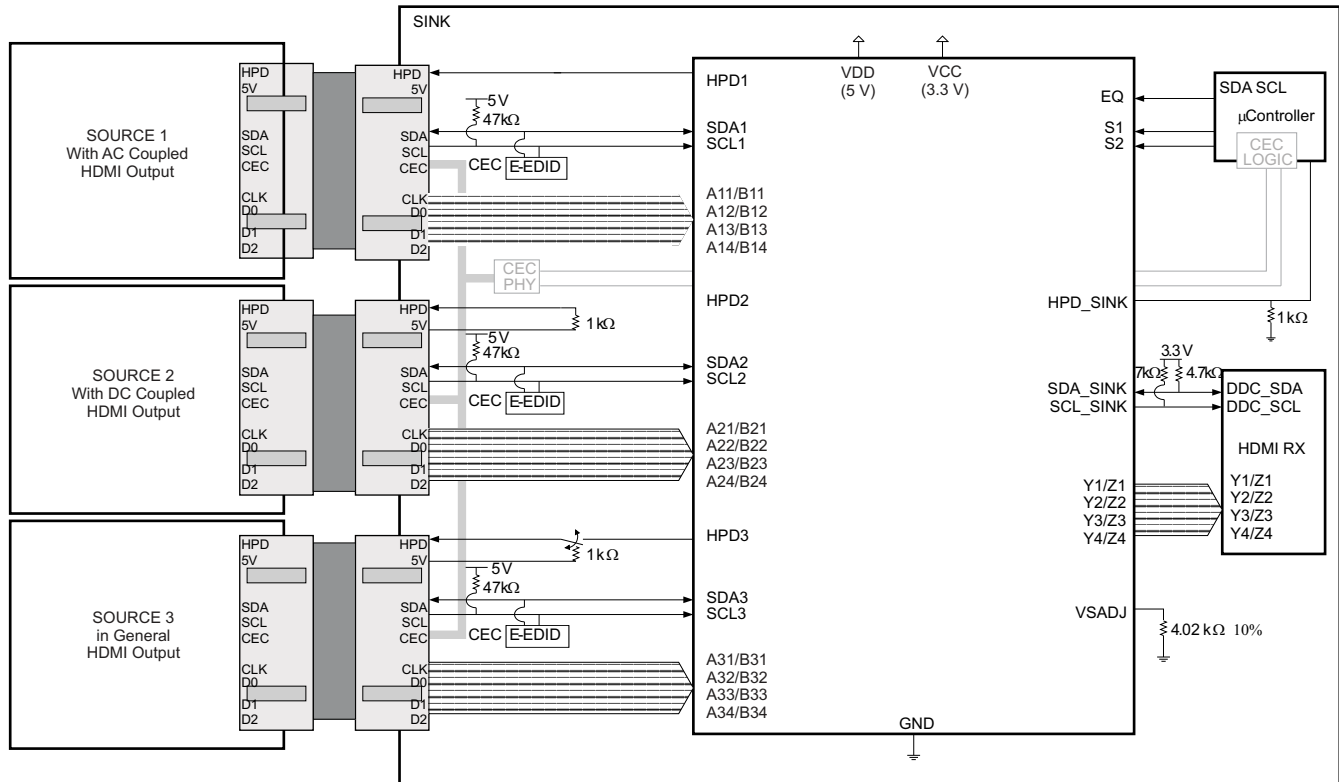 SINK
SOURCE 1
With AC Coupled
HDMI Output
HPD
5V
SDA
SCL
CEC
CLK
D0
D1
D2
HPD
5V
SDA
SCL
CEC
CLK
D0
D1
D2
5V
47kΩ
CEC
E-EDID
HPD1
SDA1
SCL1
A11/B11
A12/B12
A13/B13
A14/B14
VDD
(5 V)
VCC
(3.3 V)
EQ
S1
S2
SDA SCL
µController
CEC
LOGIC
CEC
PHY
SOURCE 2
With DC Coupled
HDMI Output
HPD
5V
SDA
SCL
CEC
CLK
D0
D1
D2
HPD
5V
SDA
SCL
CEC
CLK
D0
D1
D2
1kΩ
5V
47kΩ
CEC
E-EDID
HPD2
SDA2
SCL2
A21/B21
A22/B22
A23/B23
A24/B24
HPD_SINK
1kΩ
3.3V
7kΩ
4.7kΩ
SDA_SINK
SCL_SINK
DDC_SDA
DDC_SCL
HDMI RX
Y1/Z1
Y2/Z2
Y3/Z3
Y4/Z4
Y1/Z1
Y2/Z2
Y3/Z3
Y4/Z4
SOURCE 3
in General
HDMI Output
HPD
5V
SDA
SCL
CEC
CLK
D0
D1
D2
HPD
5V
SDA
SCL
CEC
CLK
D0
D1
D2
1kΩ
5V
47kΩ
CEC
E-EDID
HPD3
SDA3
SCL3
A31/B31
A32/B32
A33/B33
A34/B34
VSADJ
4.02 kΩ 10%
GND